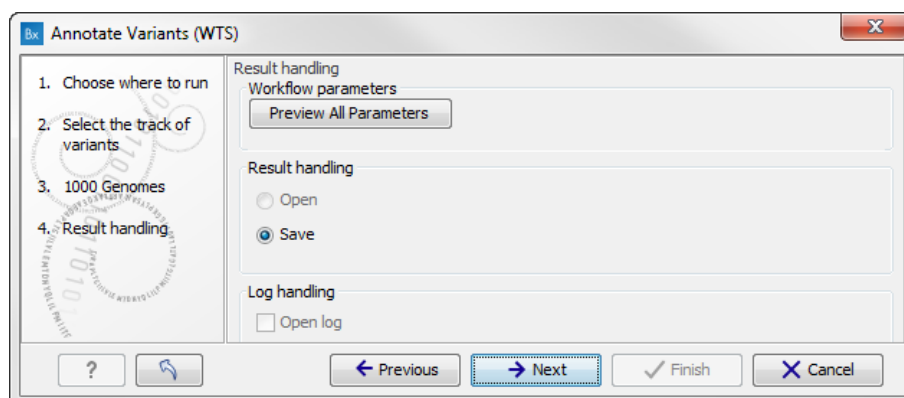 Bx Annotate Variants (WTS)
1. Choose where to run
2. Select the track of
variants
3. 1000 Genomes
4. Result handling
Result handling
Workflow parameters
Preview All Parameters
Result handling
Open
Save
Log handling
Open log
?
Previous
Next
Finish
Cancel